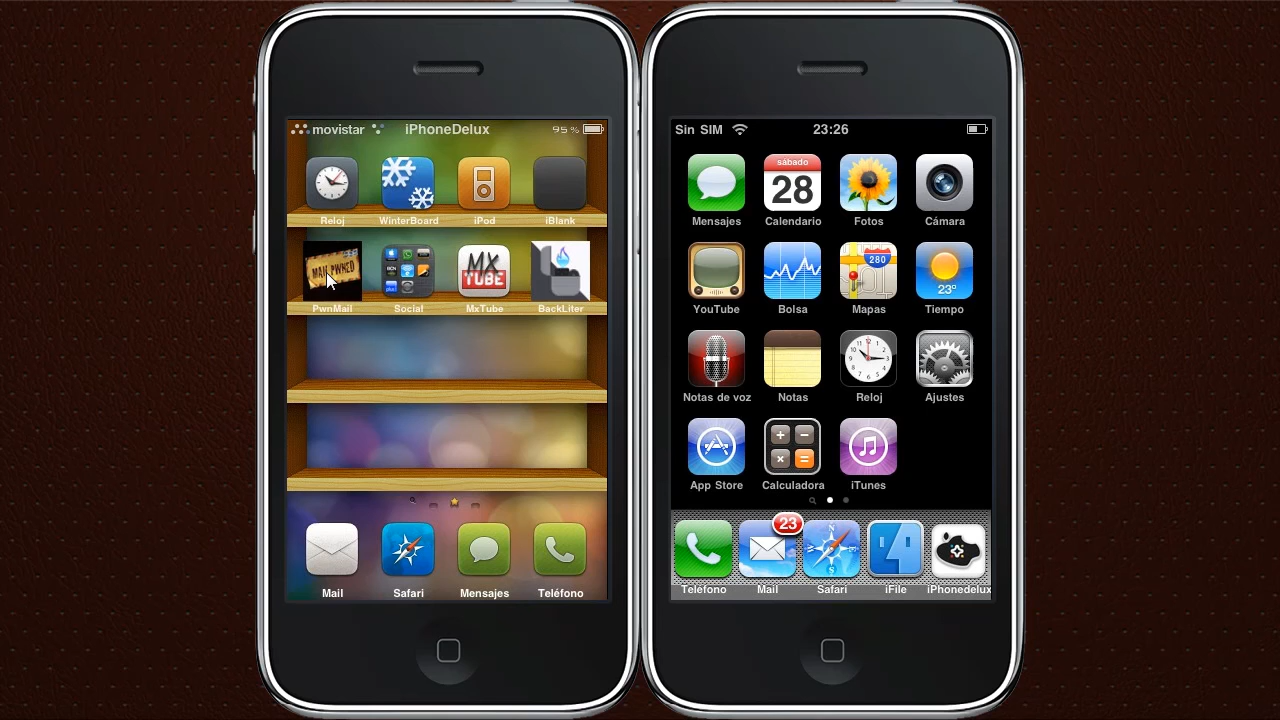 movistar iPhoneDelux 95%
Reloj WinterBoard iPod iBlank
MAIL PWNED
MX TUBE
PwnMail Social MxTube BackLiter
Mail Safari Mensajes Teléfono
Sin SIM 23:26
sábado
28
Mensajes Calendario Fotos Cámara
280
23°
YouTube Bolsa Mapas Tiempo
Notas de voz Notas Reloj Ajustes
App Store Calculadora iTunes
23
Teléfono Mail Safari iFile iPhonedelux